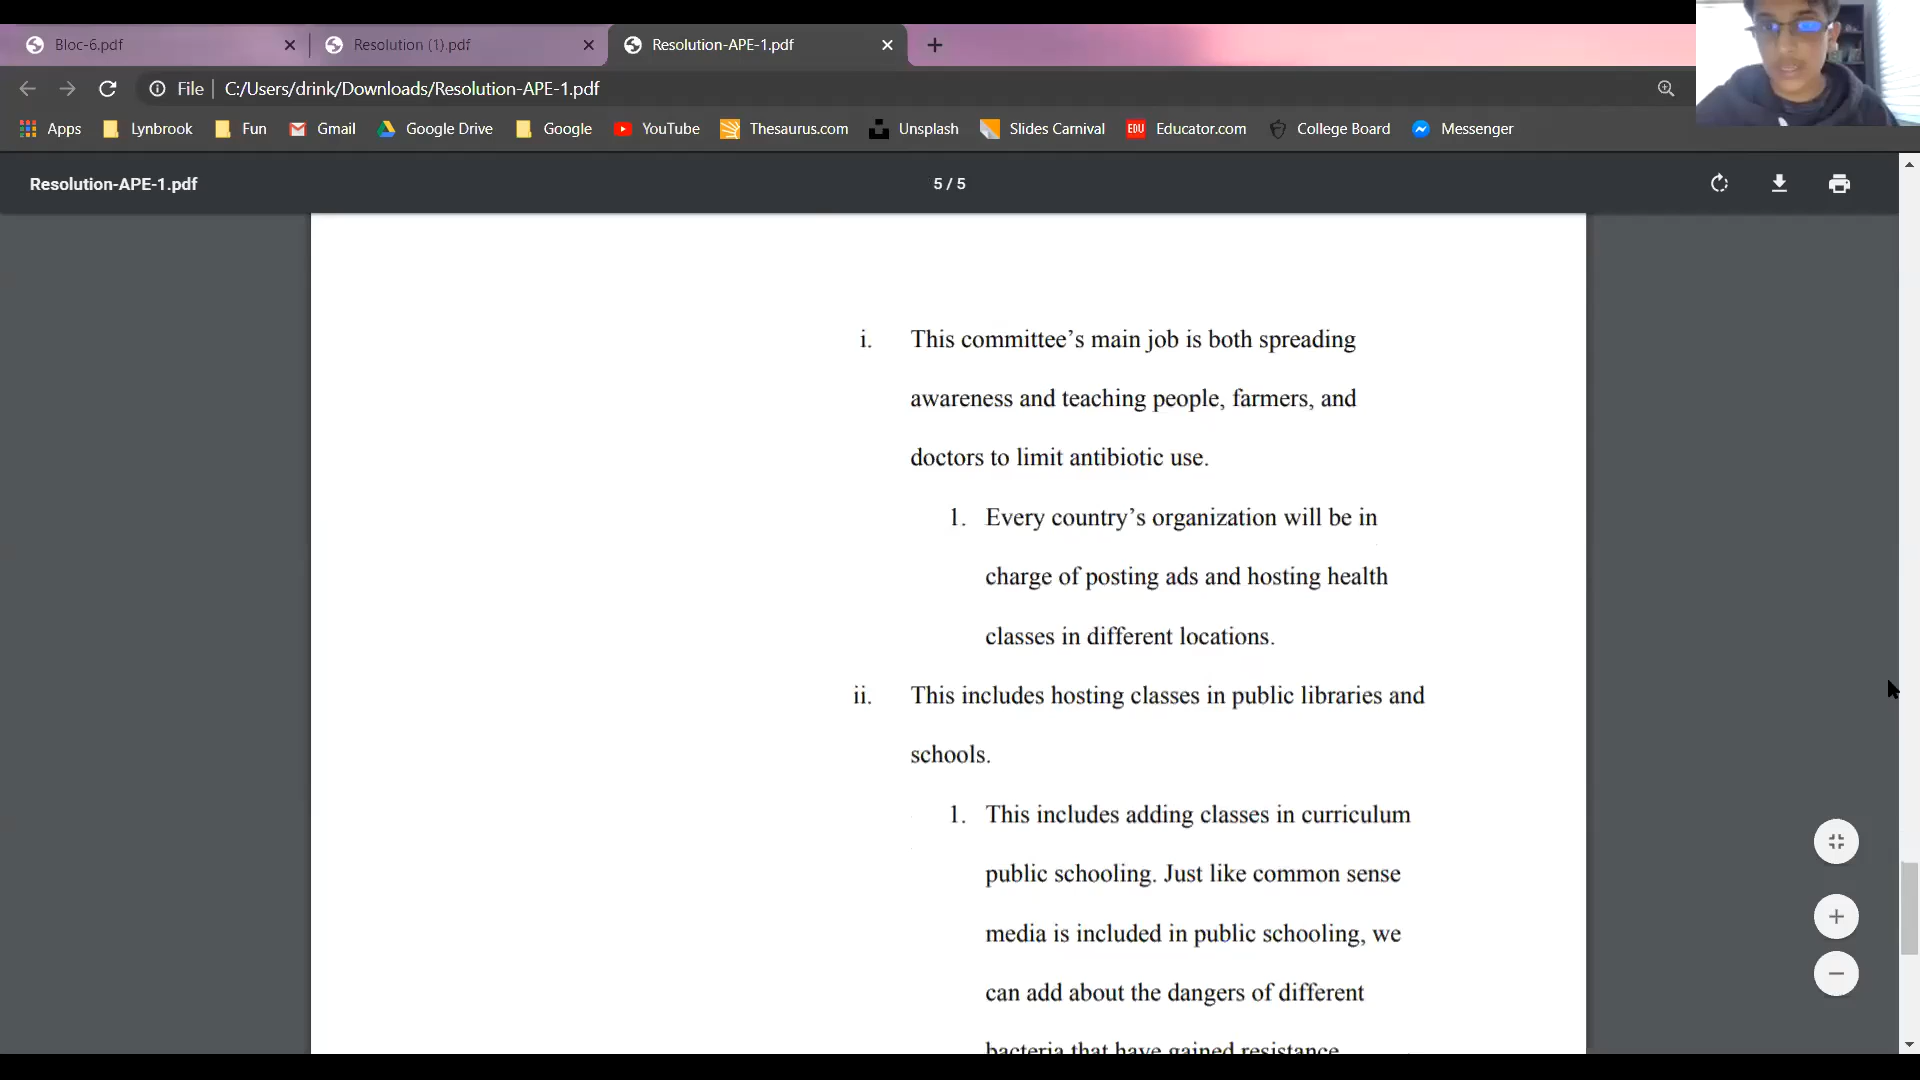 Bloc-6.pdf
Resolution (1).pdf
Resolution-APE-1.pdf
File
C:/Users/drink/Downloads/Resolution-APE-1.pdf
Apps
Lynbrook
Fun
Gmail
Google Drive
Google
YouTube
Thesaurus.com
Unsplash
Slides Carnival
EDU
Educator.com
College Board
Messenger
Resolution-APE-1.pdf
5 / 5
i. This committee’s main job is both spreading
awareness and teaching people, farmers, and
doctors to limit antibiotic use.
1. Every country’s organization will be in
charge of posting ads and hosting health
classes in different locations.
ii. This includes hosting classes in public libraries and
schools.
1. This includes adding classes in curriculum
public schooling. Just like common sense
media is included in public schooling, we
can add about the dangers of different
bacteria that have gained resistance